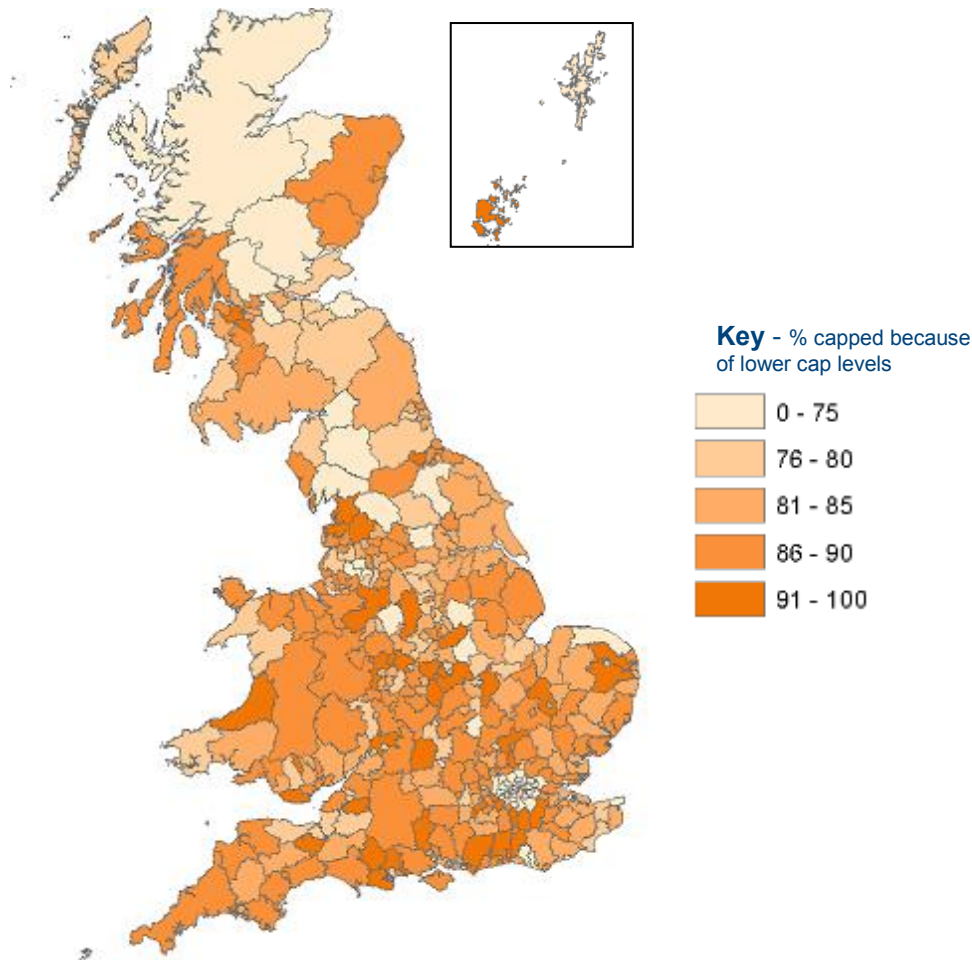 Key - % capped because
of lower cap levels
0 - 75
76 - 80
81 - 85
86 - 90
91 - 100